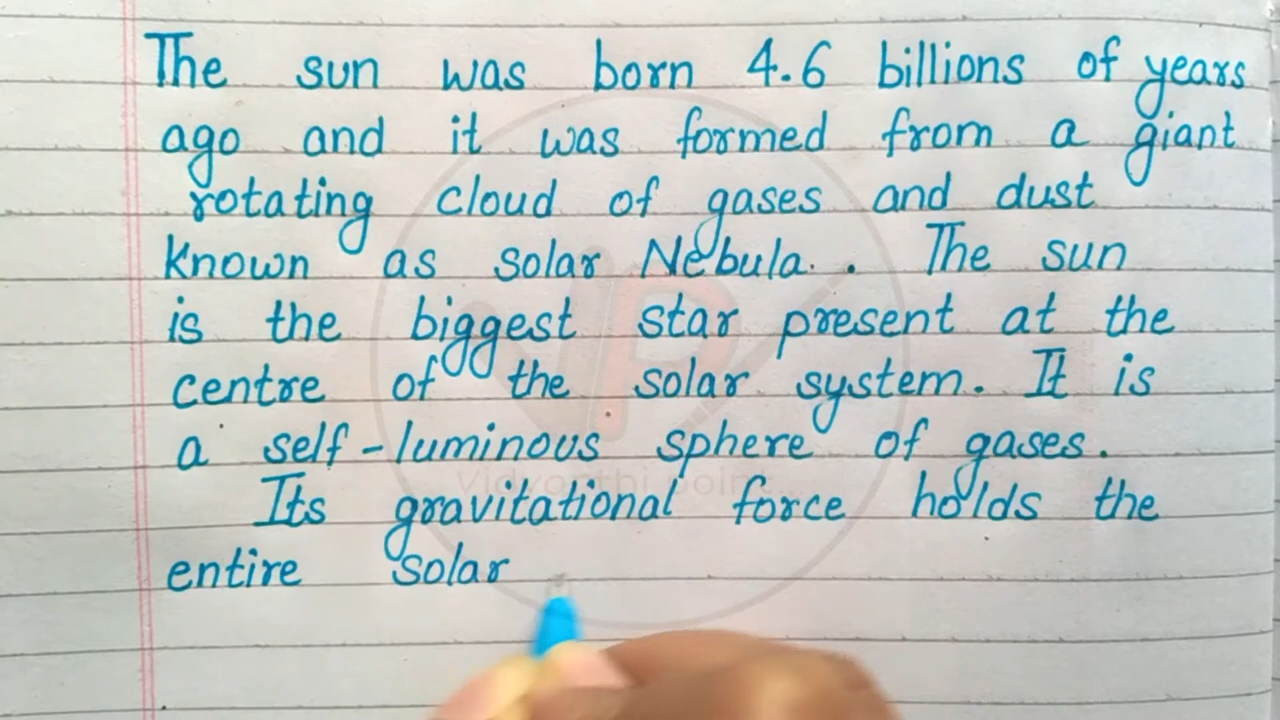 The sun was born 4.6 billions of years
ago and it was formed from a giant
rotating cloud of gases and dust
known as solar Nebula. . The sun
is the biggest star present at the
centre of the solar system. It is
a self-luminous sphere of gases.
Vidyarthi point
Its gravitational force holds the
entire solar